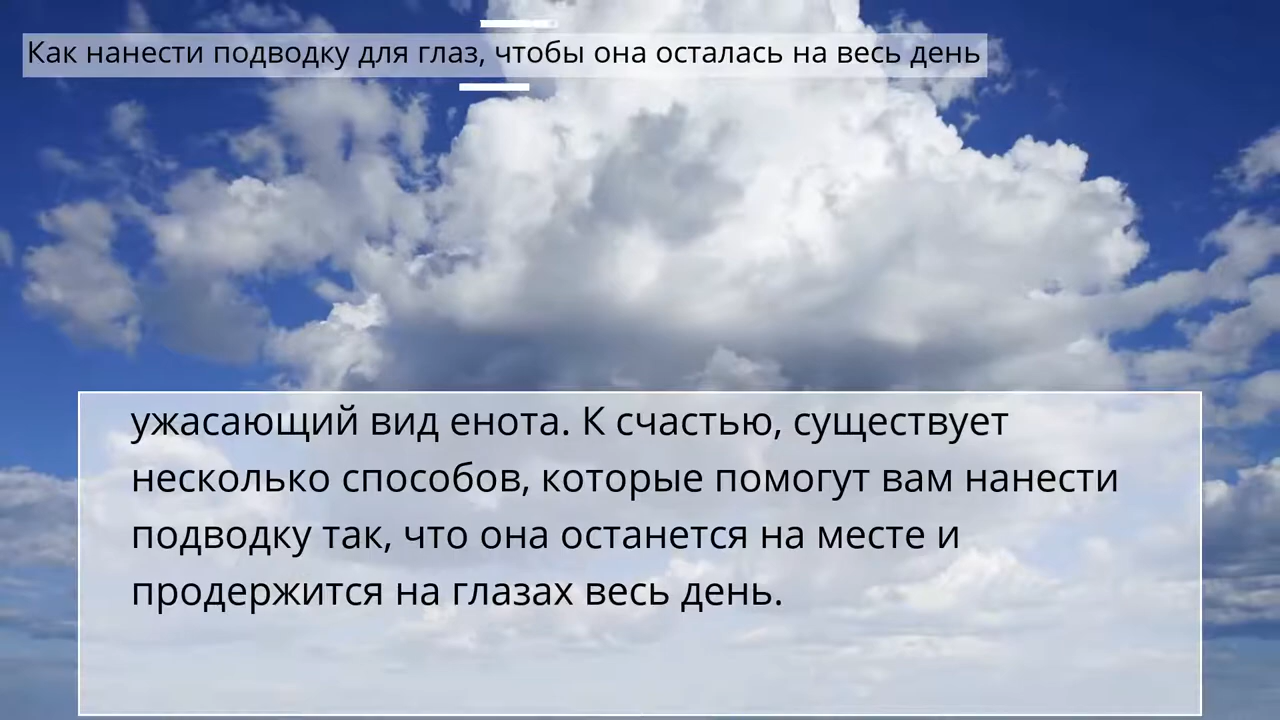 Как нанести подводку для глаз, чтобы она осталась на весь день
ужасающий вид енота. К счастью, существует
несколько способов, которые помогут вам нанести
подводку так, что она останется на месте и
продержится на глазах весь день.